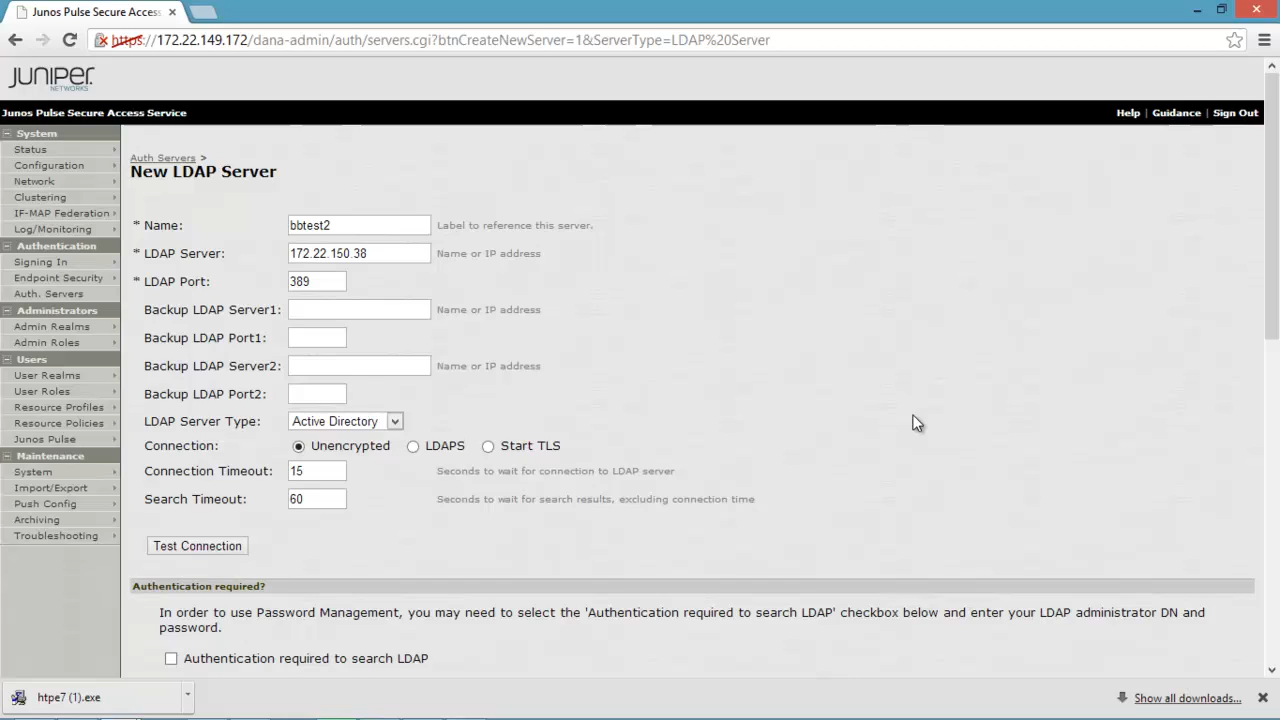 Junos Pulse Secure Acces
https://172.22.149.172/dana-admin/auth/servers.cgi?btnCreateNewServer=1&ServerType=LDAP%20Server
JUNIPER
NETWORKS
Junos Pulse Secure Access Service
Help | Guidance | Sign Out
System
Status
Configuration
Network
Clustering
IF-MAP Federation
Log/Monitoring
Authentication
Signing In
Endpoint Security
Auth. Servers
Administrators
Admin Realms
Admin Roles
Users
User Realms
User Roles
Resource Profiles
Resource Policies
Junos Pulse
Maintenance
System
Import/Export
Push Config
Archiving
Troubleshooting
Auth Servers >
New LDAP Server
* Name: bbtest2 Label to reference this server.
* LDAP Server: 172.22.150.38 Name or IP address
* LDAP Port: 389
Backup LDAP Server1: Name or IP address
Backup LDAP Port1:
Backup LDAP Server2: Name or IP address
Backup LDAP Port2:
LDAP Server Type: Active Directory
Connection: Unencrypted LDAPS Start TLS
Connection Timeout: 15 Seconds to wait for connection to LDAP server
Search Timeout: 60 Seconds to wait for search results, excluding connection time
Test Connection
Authentication required?
In order to use Password Management, you may need to select the 'Authentication required to search LDAP' checkbox below and enter your LDAP administrator DN and
password.
Authentication required to search LDAP
htpe7 (1).exe
Show all downloads...